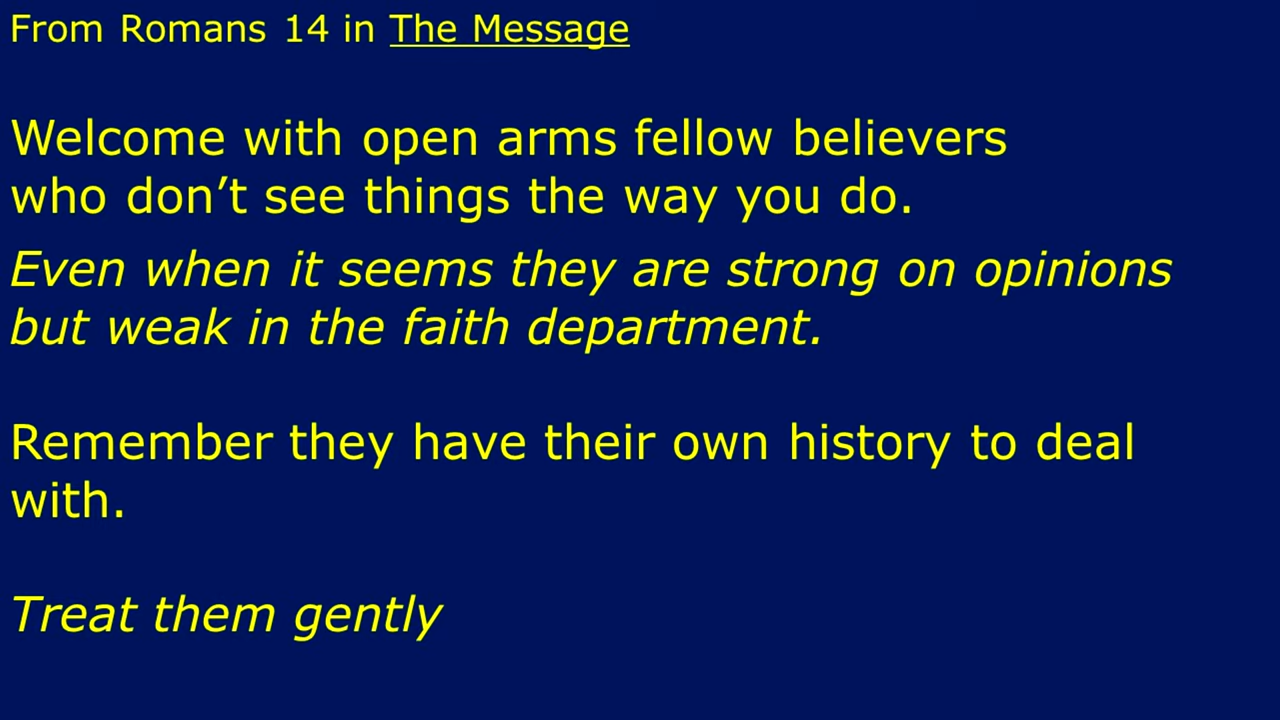 From Romans 14 in The Message
Welcome with open arms fellow believers
who don’t see things the way you do.
Even when it seems they are strong on opinions
but weak in the faith department.
Remember they have their own history to deal
with.
Treat them gently